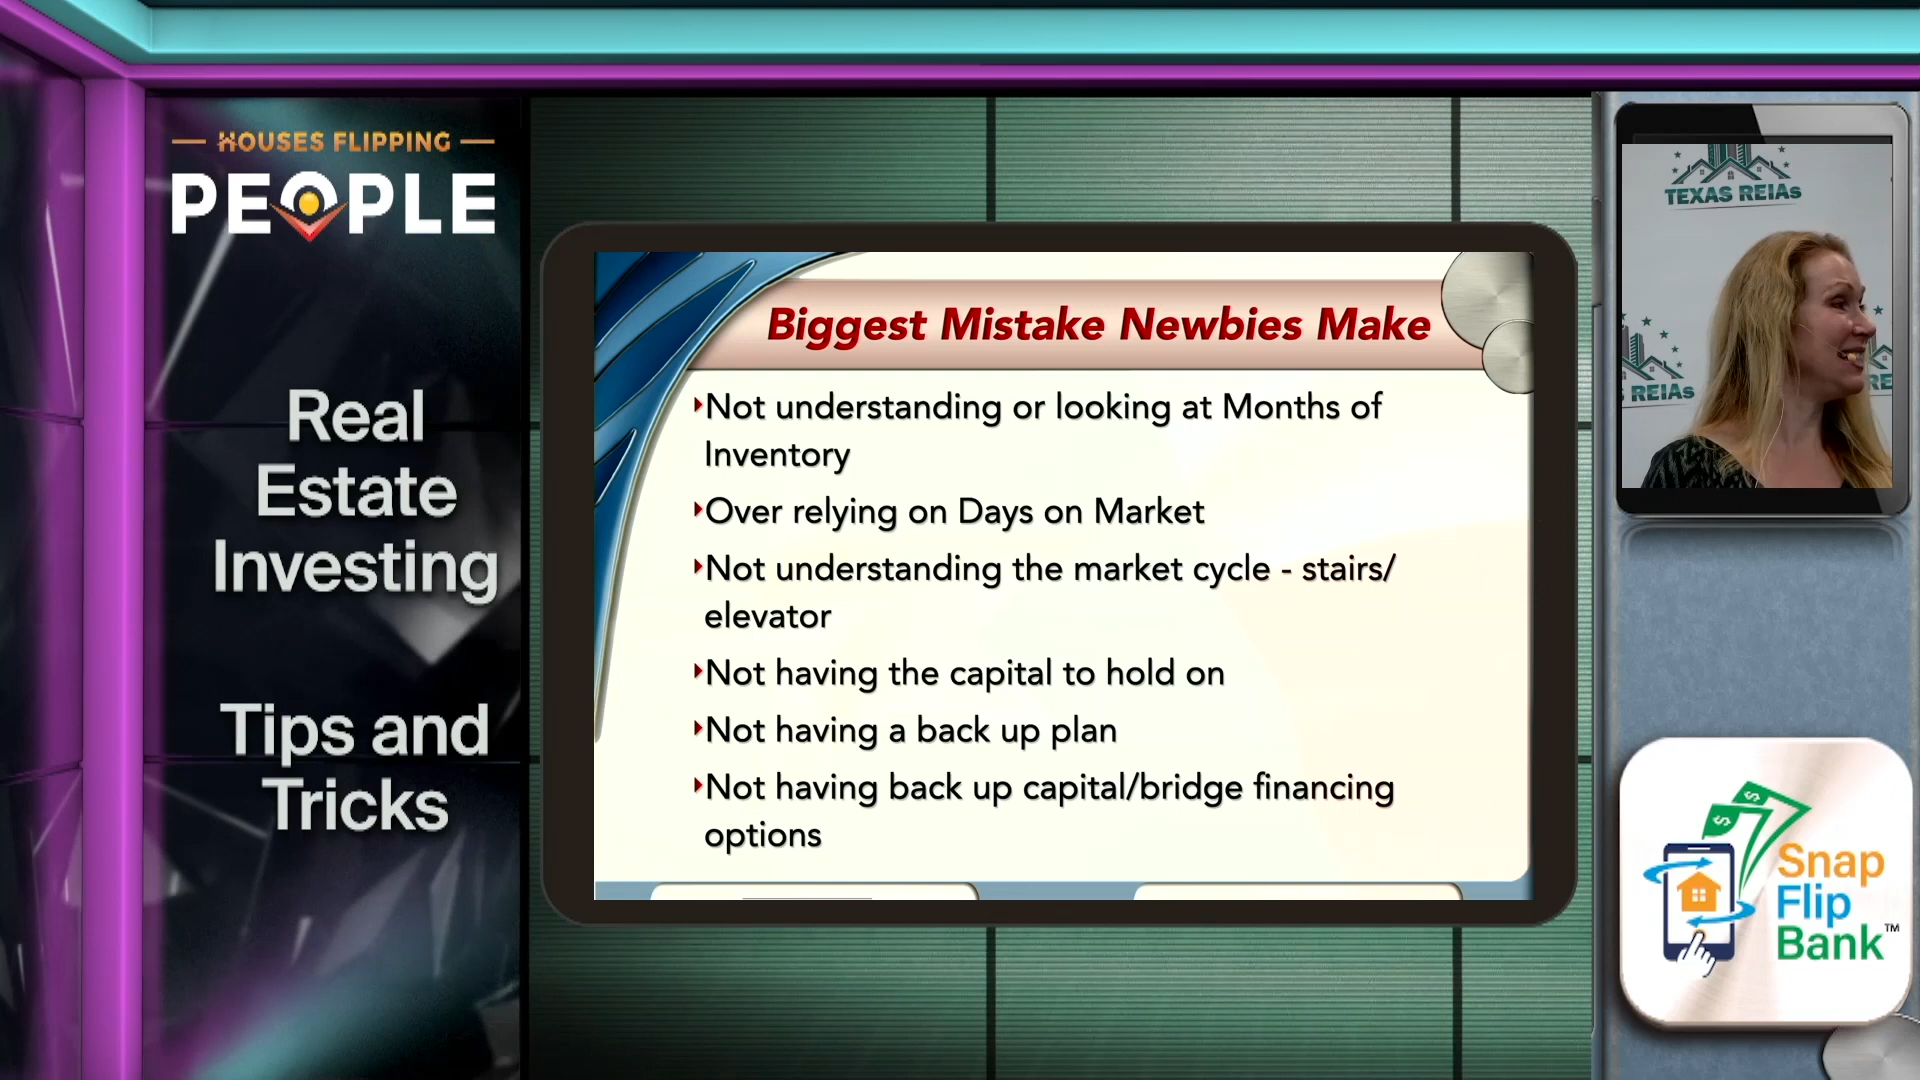 HOUSES FLIPPING
PEOPLE
Real
Estate
Investing
Tips and
Tricks
Biggest Mistake Newbies Make
Not understanding or looking at Months of
Inventory
Over relying on Days on Market
Not understanding the market cycle - stairs/
elevator
Not having the capital to hold on
Not having a back up plan
Not having back up capital/bridge financing
options
TEXAS REIAs
REIAs
RE
Snap
Flip
Bank™